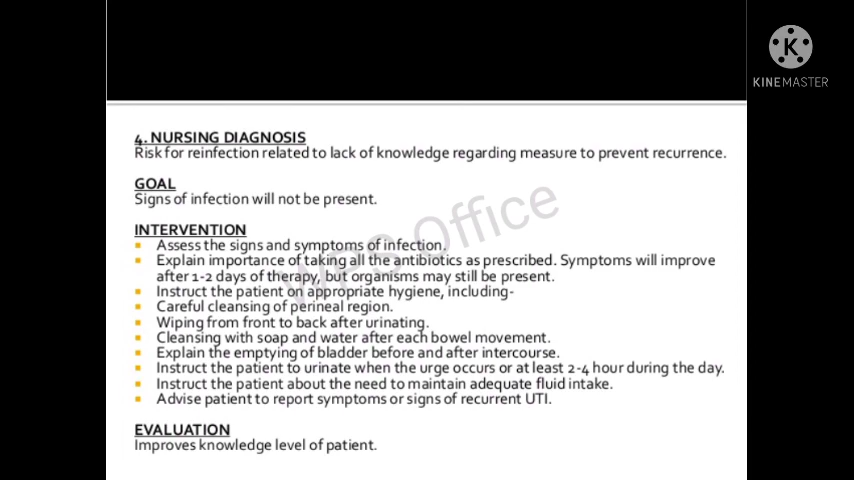 K
KINEMASTER
4. NURSING DIAGNOSIS
Risk for reinfection related to lack of knowledge regarding measure to prevent recurrence.
GOAL
Signs of infection will not be present.
INTERVENTION
Assess the signs and symptoms of infection.
Explain importance of taking all the antibiotics as prescribed. Symptoms will improve
after 1-2 days of therapy, but organisms may still be present.
Instruct the patient on appropriate hygiene, including-
Careful cleansing of perineal region.
Wiping from front to back after urinating.
Cleansing with soap and water after each bowel movement.
Explain the emptying of bladder before and after intercourse.
Instruct the patient to urinate when the urge occurs or at least 2-4 hour during the day.
Instruct the patient about the need to maintain adequate fluid intake.
Advise patient to report symptoms or signs of recurrent UTI.
EVALUATION
Improves knowledge level of patient.
WPS Office